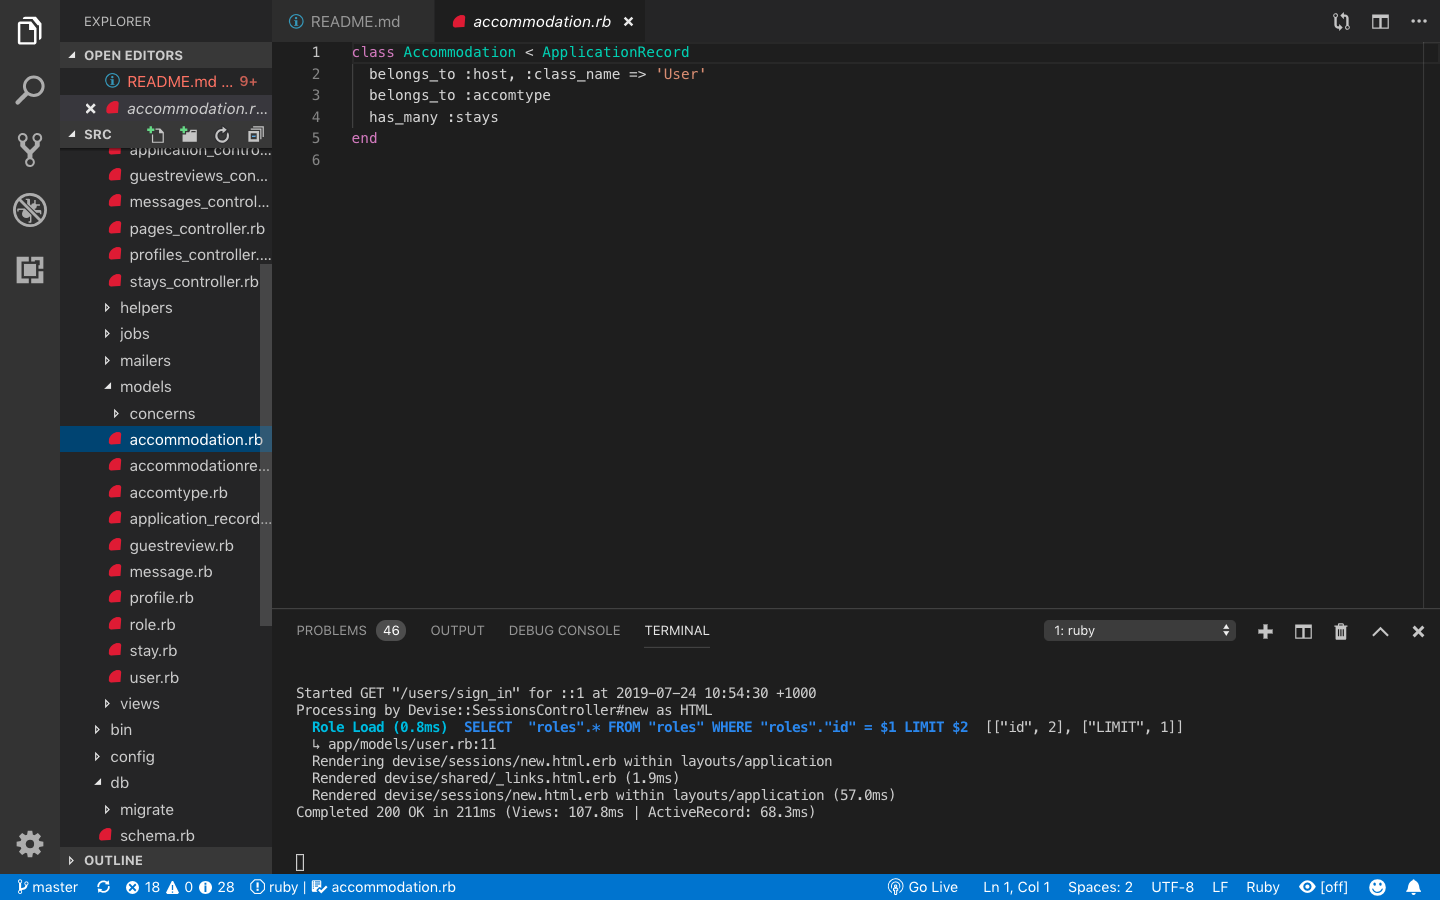 EXPLORER
OPEN EDITORS
README.md ... 9+
accommodation.r...
SRC
application_contro...
guestreviews_con...
messages_control...
pages_controller.rb
profiles_controller....
stays_controller.rb
helpers
jobs
mailers
models
concerns
accommodation.rb
accommodationre...
accomtype.rb
application_record...
guestreview.rb
message.rb
profile.rb
role.rb
stay.rb
user.rb
views
bin
config
db
migrate
schema.rb
OUTLINE
README.md
accommodation.rb
1 class Accommodation < ApplicationRecord
2 belongs_to :host, :class_name => 'User'
3 belongs_to :accomtype
4 has_many :stays
5 end
6
PROBLEMS 46 OUTPUT DEBUG CONSOLE TERMINAL 1: ruby
Started GET "/users/sign_in" for ::1 at 2019-07-24 10:54:30 +1000
Processing by Devise::SessionsController#new as HTML
Role Load (0.8ms) SELECT "roles".* FROM "roles" WHERE "roles"."id" = $1 LIMIT $2 [["id", 2], ["LIMIT", 1]]
↳ app/models/user.rb:11
Rendering devise/sessions/new.html.erb within layouts/application
Rendered devise/shared/_links.html.erb (1.9ms)
Rendered devise/sessions/new.html.erb within layouts/application (57.0ms)
Completed 200 OK in 211ms (Views: 107.8ms | ActiveRecord: 68.3ms)
master 18 0 28 ruby | accommodation.rb Go Live Ln 1, Col 1 Spaces: 2 UTF-8 LF Ruby [off]